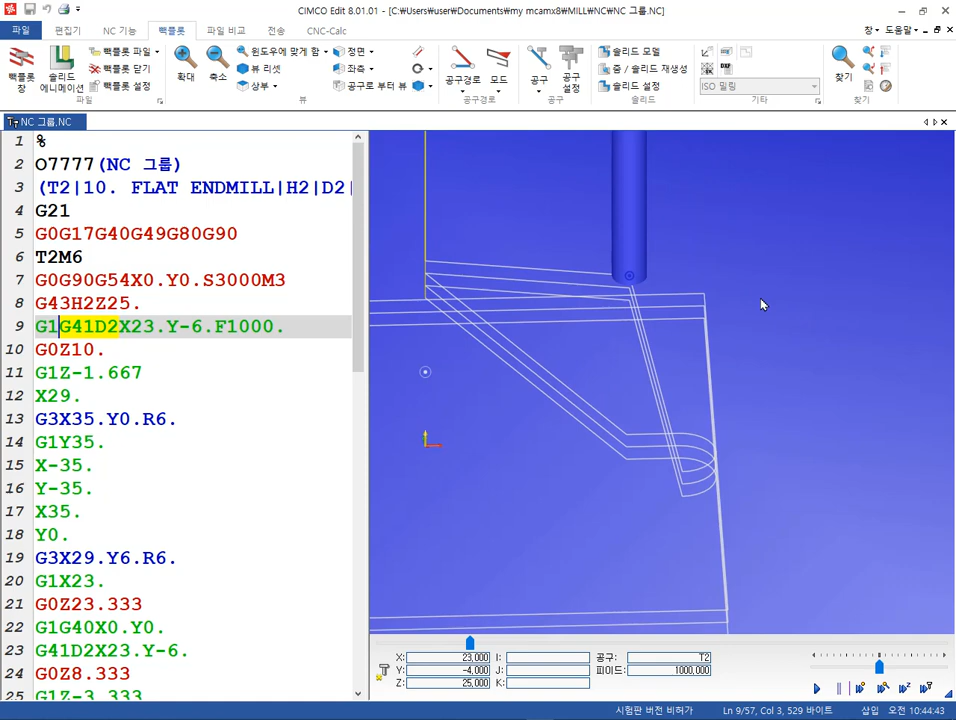 CIMCO Edit 8.01.01 - [C:₩Users₩user₩Documents₩my mcamx8₩MILL₩NC₩NC 그룹.NC]
파일 편집기 NC 기능 백플롯 파일 비교 전송 CNC-Calc 창 도움말
백플롯 창
솔리드 에니메이션
백플롯 파일
백플롯 닫기
백플롯 설정
파일
확대
축소
윈도우에 맞게 함
뷰 리셋
상부
정면
좌측
공구로 부터 뷰
뷰
공구경로
모드
공구경로
공구
공구 설정
공구
솔리드 모델
줌 / 솔리드 재생성
솔리드 설정
솔리드
DXF
ISO 밀링
기타
찾기
찾기
NC 그룹.NC
1 %
2 O7777(NC 그룹)
3 (T2|10. FLAT ENDMILL|H2|D2|
4 G21
5 G0G17G40G49G80G90
6 T2M6
7 G0G90G54X0.Y0.S3000M3
8 G43H2Z25.
9 G1G41D2X23.Y-6.F1000.
10 G0Z10.
11 G1Z-1.667
12 X29.
13 G3X35.Y0.R6.
14 G1Y35.
15 X-35.
16 Y-35.
17 X35.
18 Y0.
19 G3X29.Y6.R6.
20 G1X23.
21 G0Z23.333
22 G1G40X0.Y0.
23 G41D2X23.Y-6.
24 G0Z8.333
25 G1Z-3.333
X: 23,000 I: 공구: T2
Y: -4,000 J: 피이드: 1000,000
Z: 25,000 K:
시험판 버전 비허가 Ln 9/57, Col 3, 529 바이트 삽입 오전 10:44:43